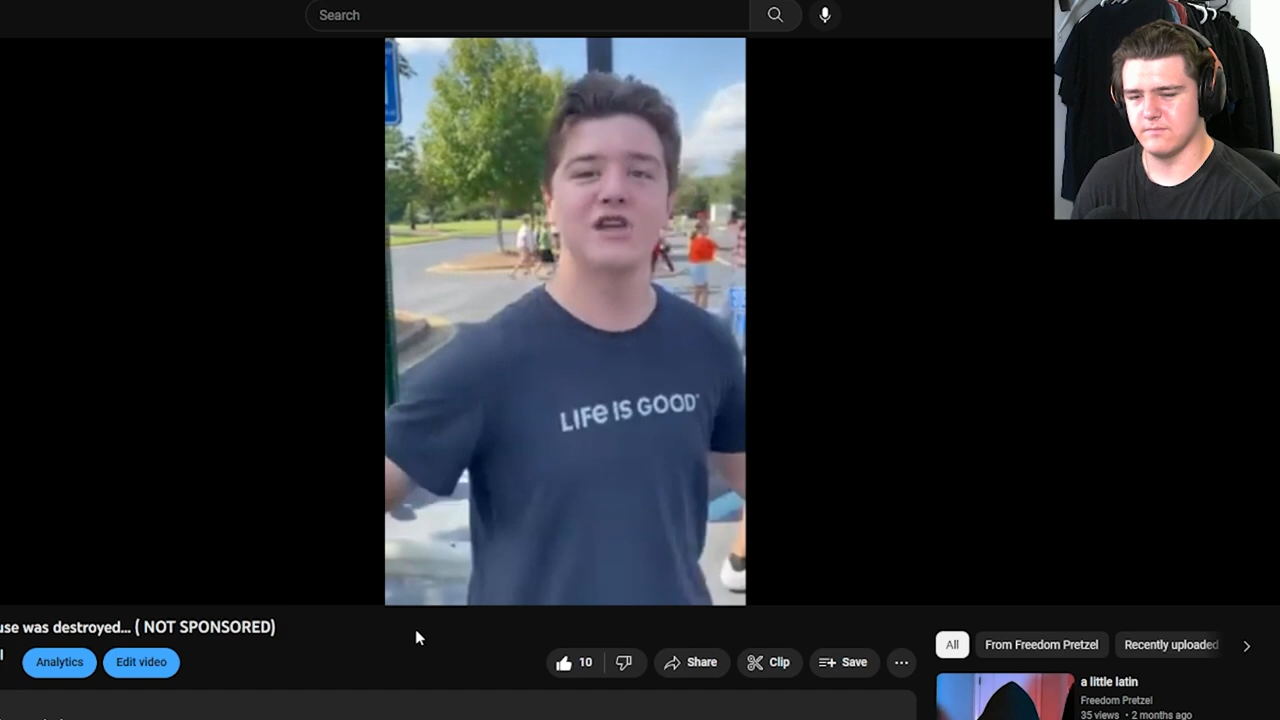 Search
LIFe IS GOOD
use was destroyed... ( NOT SPONSORED)
Analytics
Edit video
10
Share
Clip
Save
All
From Freedom Pretzel
Recently uploaded
a little latin
Freedom Pretzel
35 views • 2 months ago